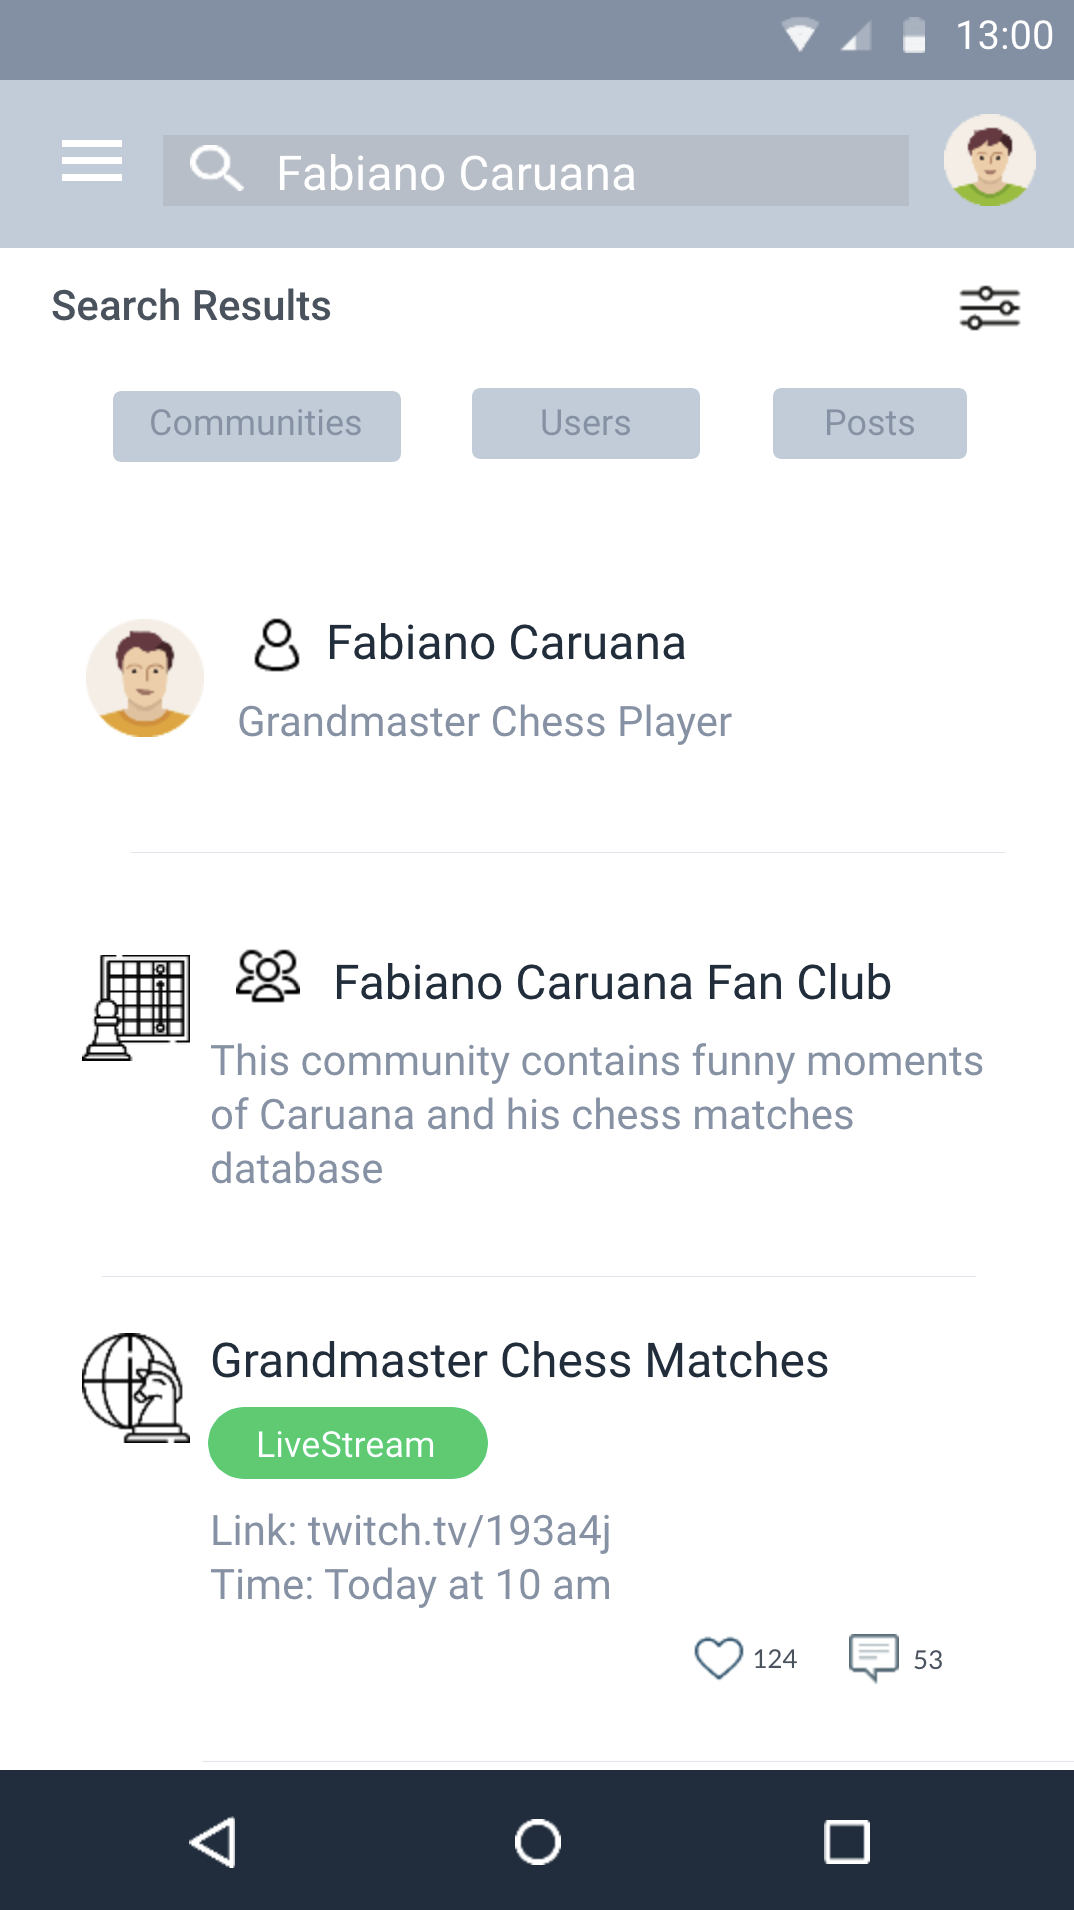 13:00
Fabiano Caruana
Search Results
Communities
Users
Posts
Fabiano Caruana
Grandmaster Chess Player
Fabiano Caruana Fan Club
This community contains funny moments
of Caruana and his chess matches
database
Grandmaster Chess Matches
LiveStream
Link: twitch.tv/193a4j
Time: Today at 10 am
124
53